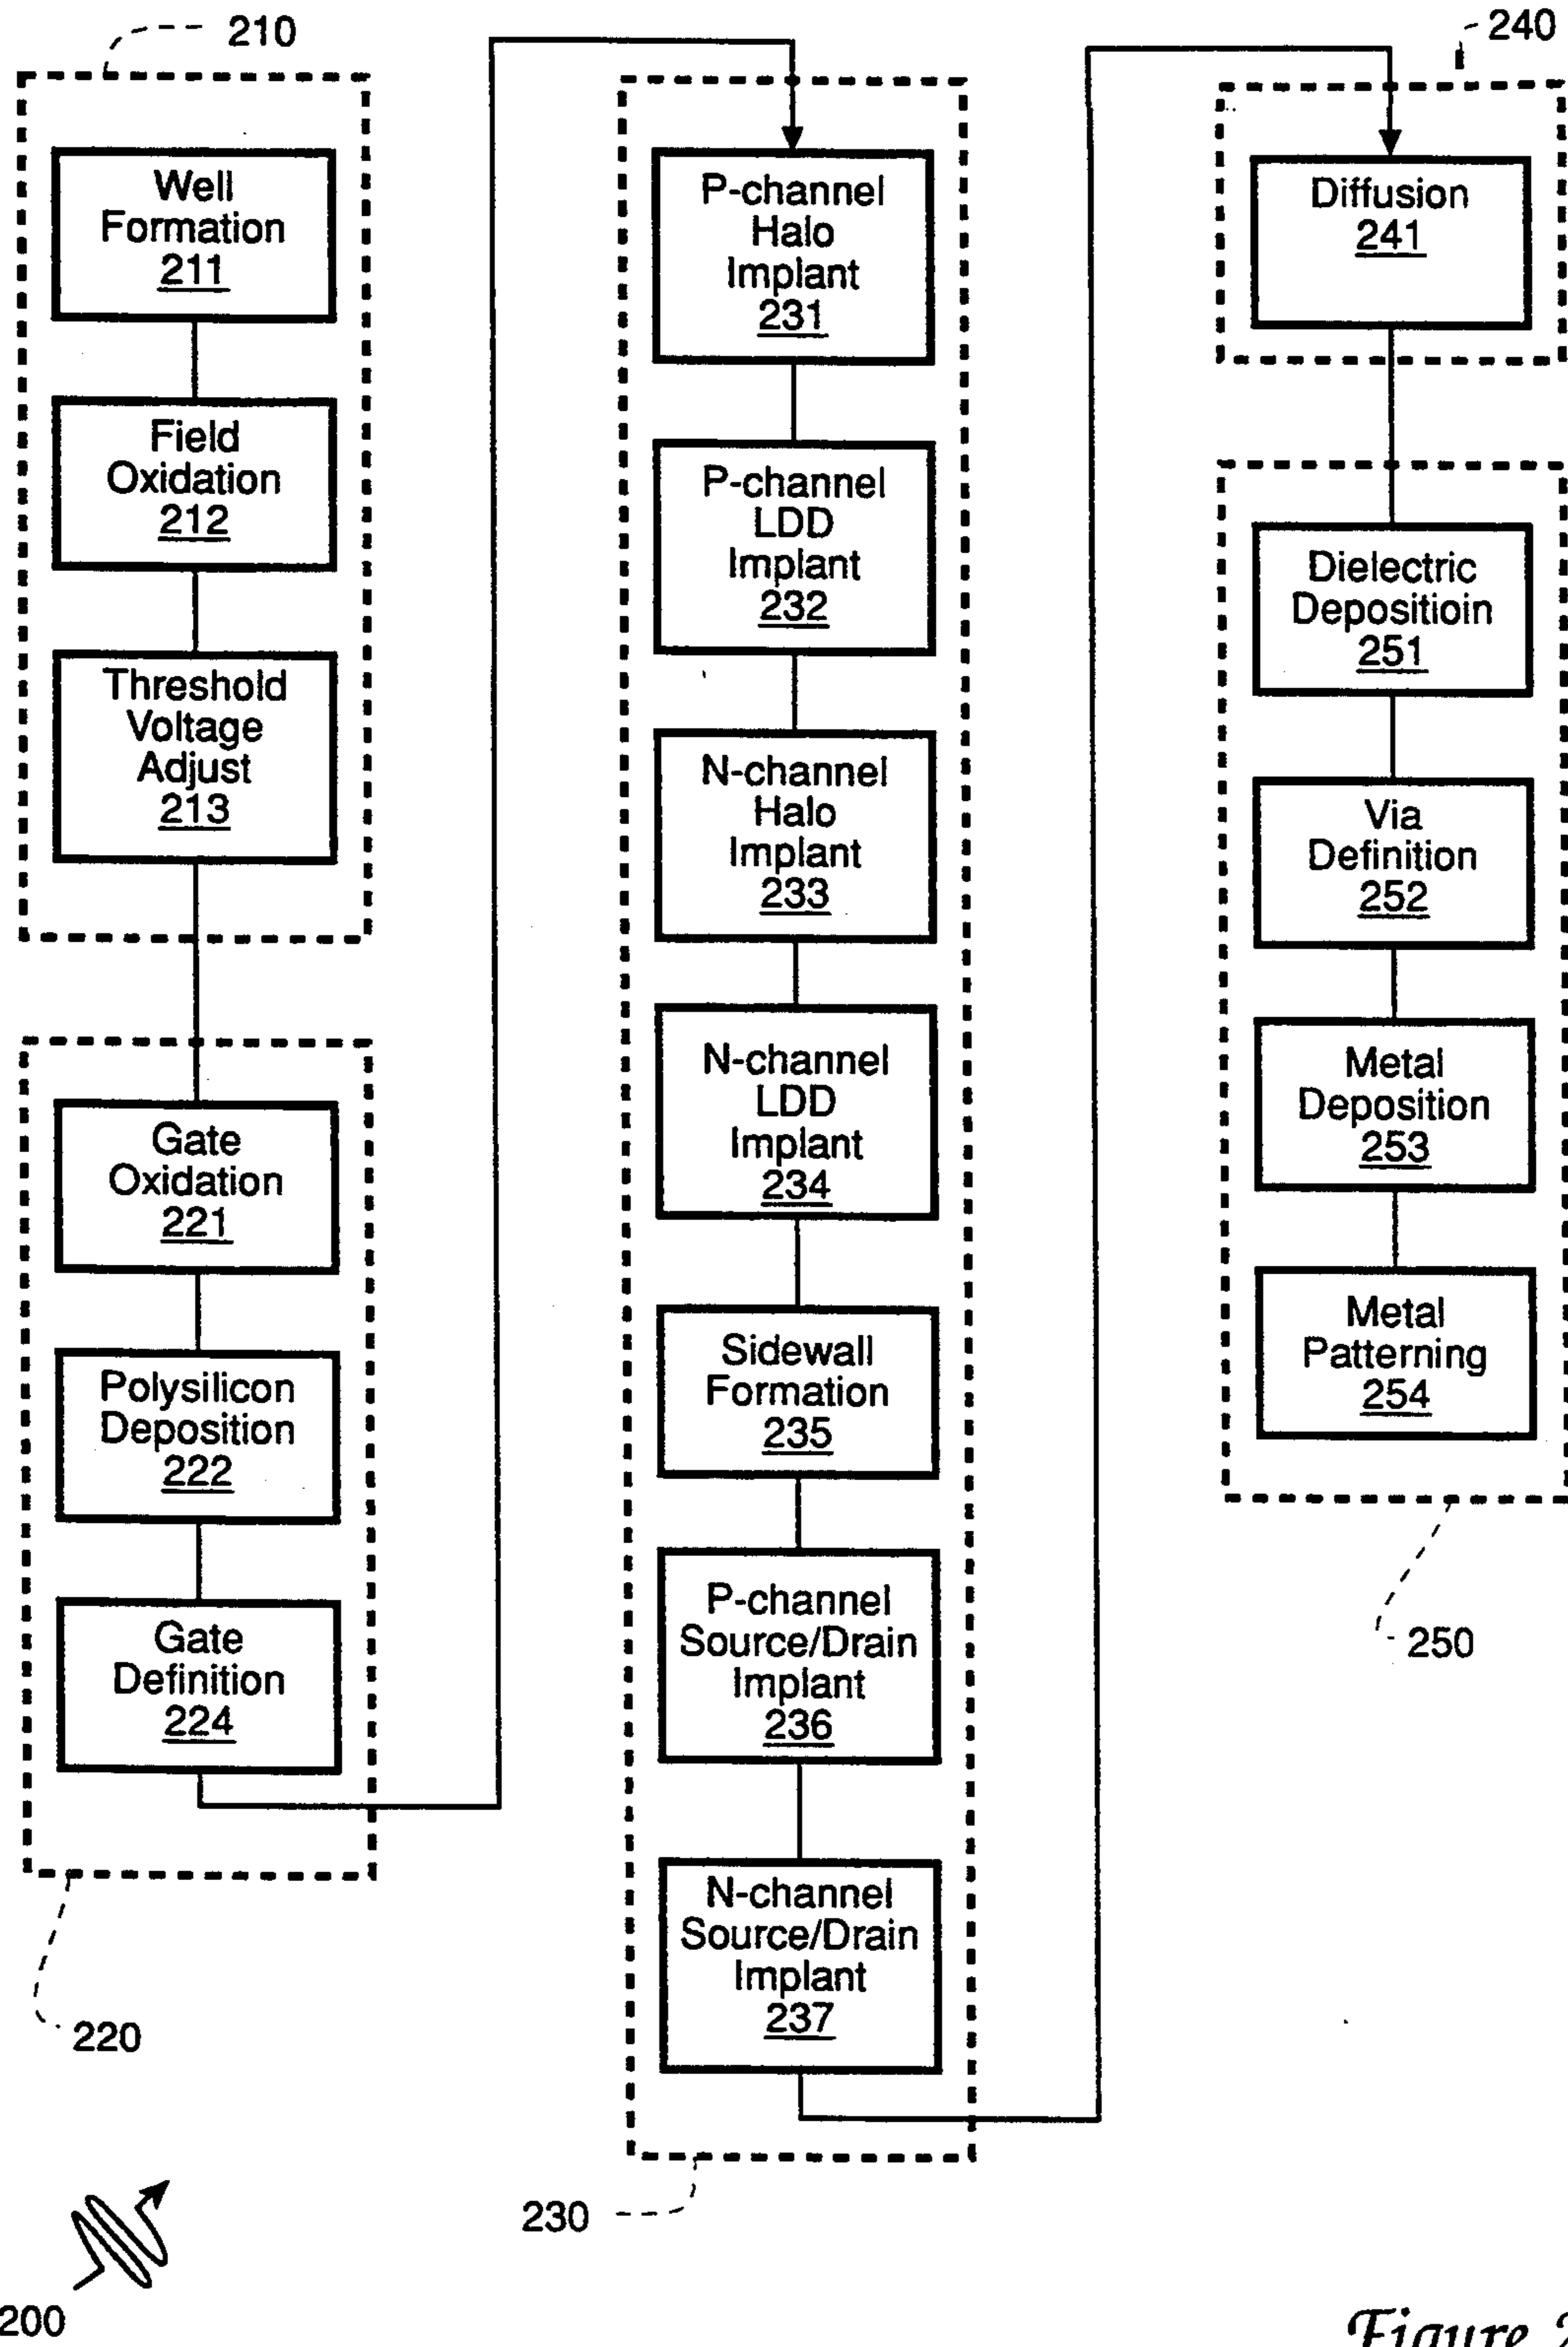 210
Well
Formation
211
Field
Oxidation
212
Threshold
Voltage
Adjust
213
Gate
Oxidation
221
Polysilicon
Deposition
222
Gate
Definition
224
220
P-channel
Halo
Implant
231
P-channel
LDD
Implant
232
N-channel
Halo
Implant
233
N-channel
LDD
Implant
234
Sidewall
Formation
235
P-channel
Source/Drain
Implant
236
N-channel
Source/Drain
Implant
237
230
240
Diffusion
241
Dielectric
Depositioin
251
Via
Definition
252
Metal
Deposition
253
Metal
Patterning
254
250
200
Figure 2